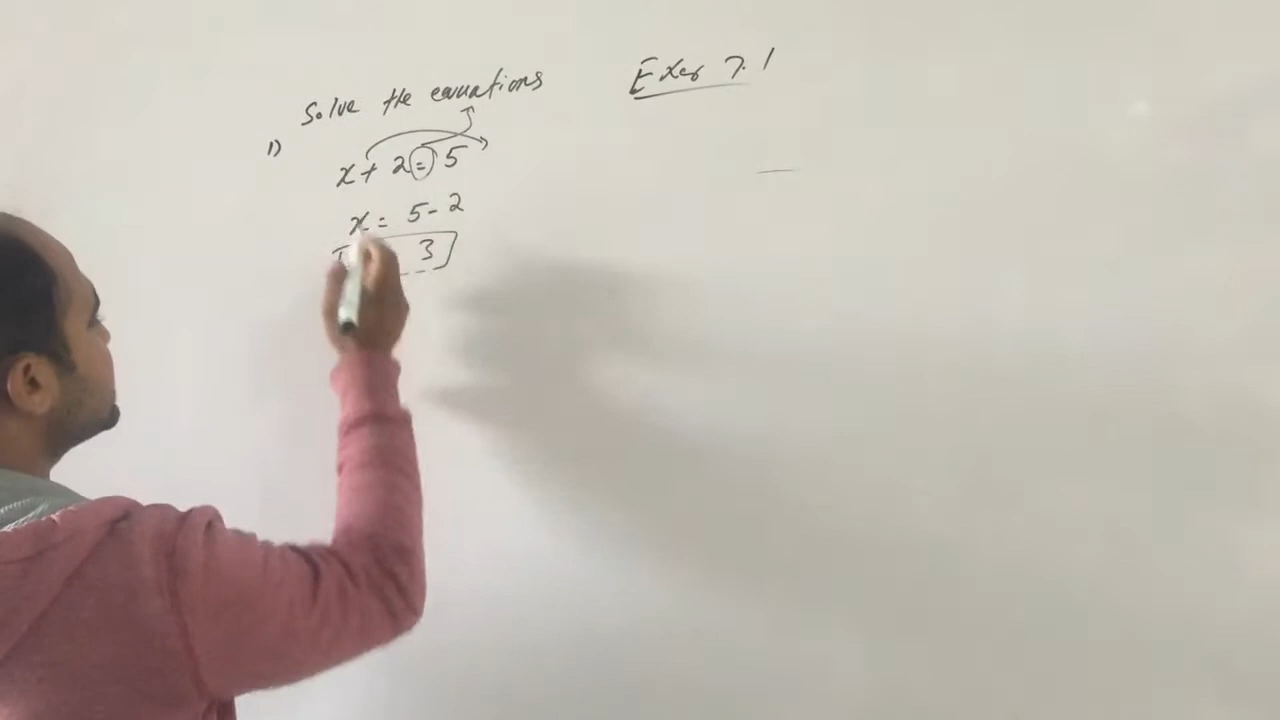 Solve the equations
Exer 7.1
1)
x + 2 = 5
x = 5 - 2
3